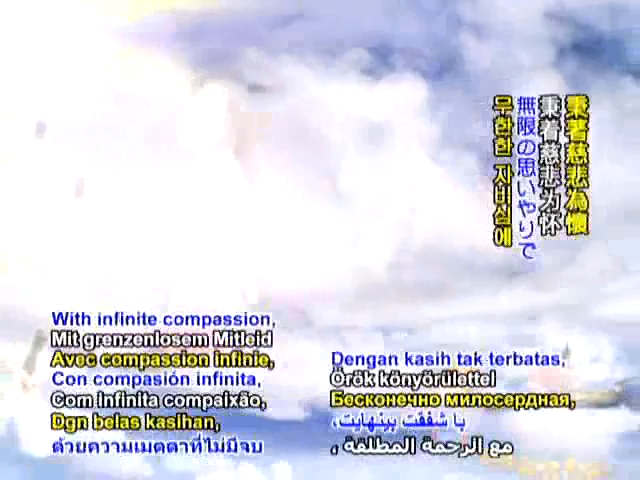 秉著慈悲為懷
秉着慈悲为怀
無限の思いやりで
무한한 자비심에
With infinite compassion,
Mit grenzenlosem Mitleid
Avec compassion infinie,
Con compasión infinita,
Com infinita compaixão,
Dgn belas kasihan,
ด้วยความเมตตาที่ไม่มีจบ
Dengan kasih tak terbatas,
Örök könyörülettel
Бесконечно милосердная,
با شفقت بینهایت،
مع الرحمة المطلقة ،